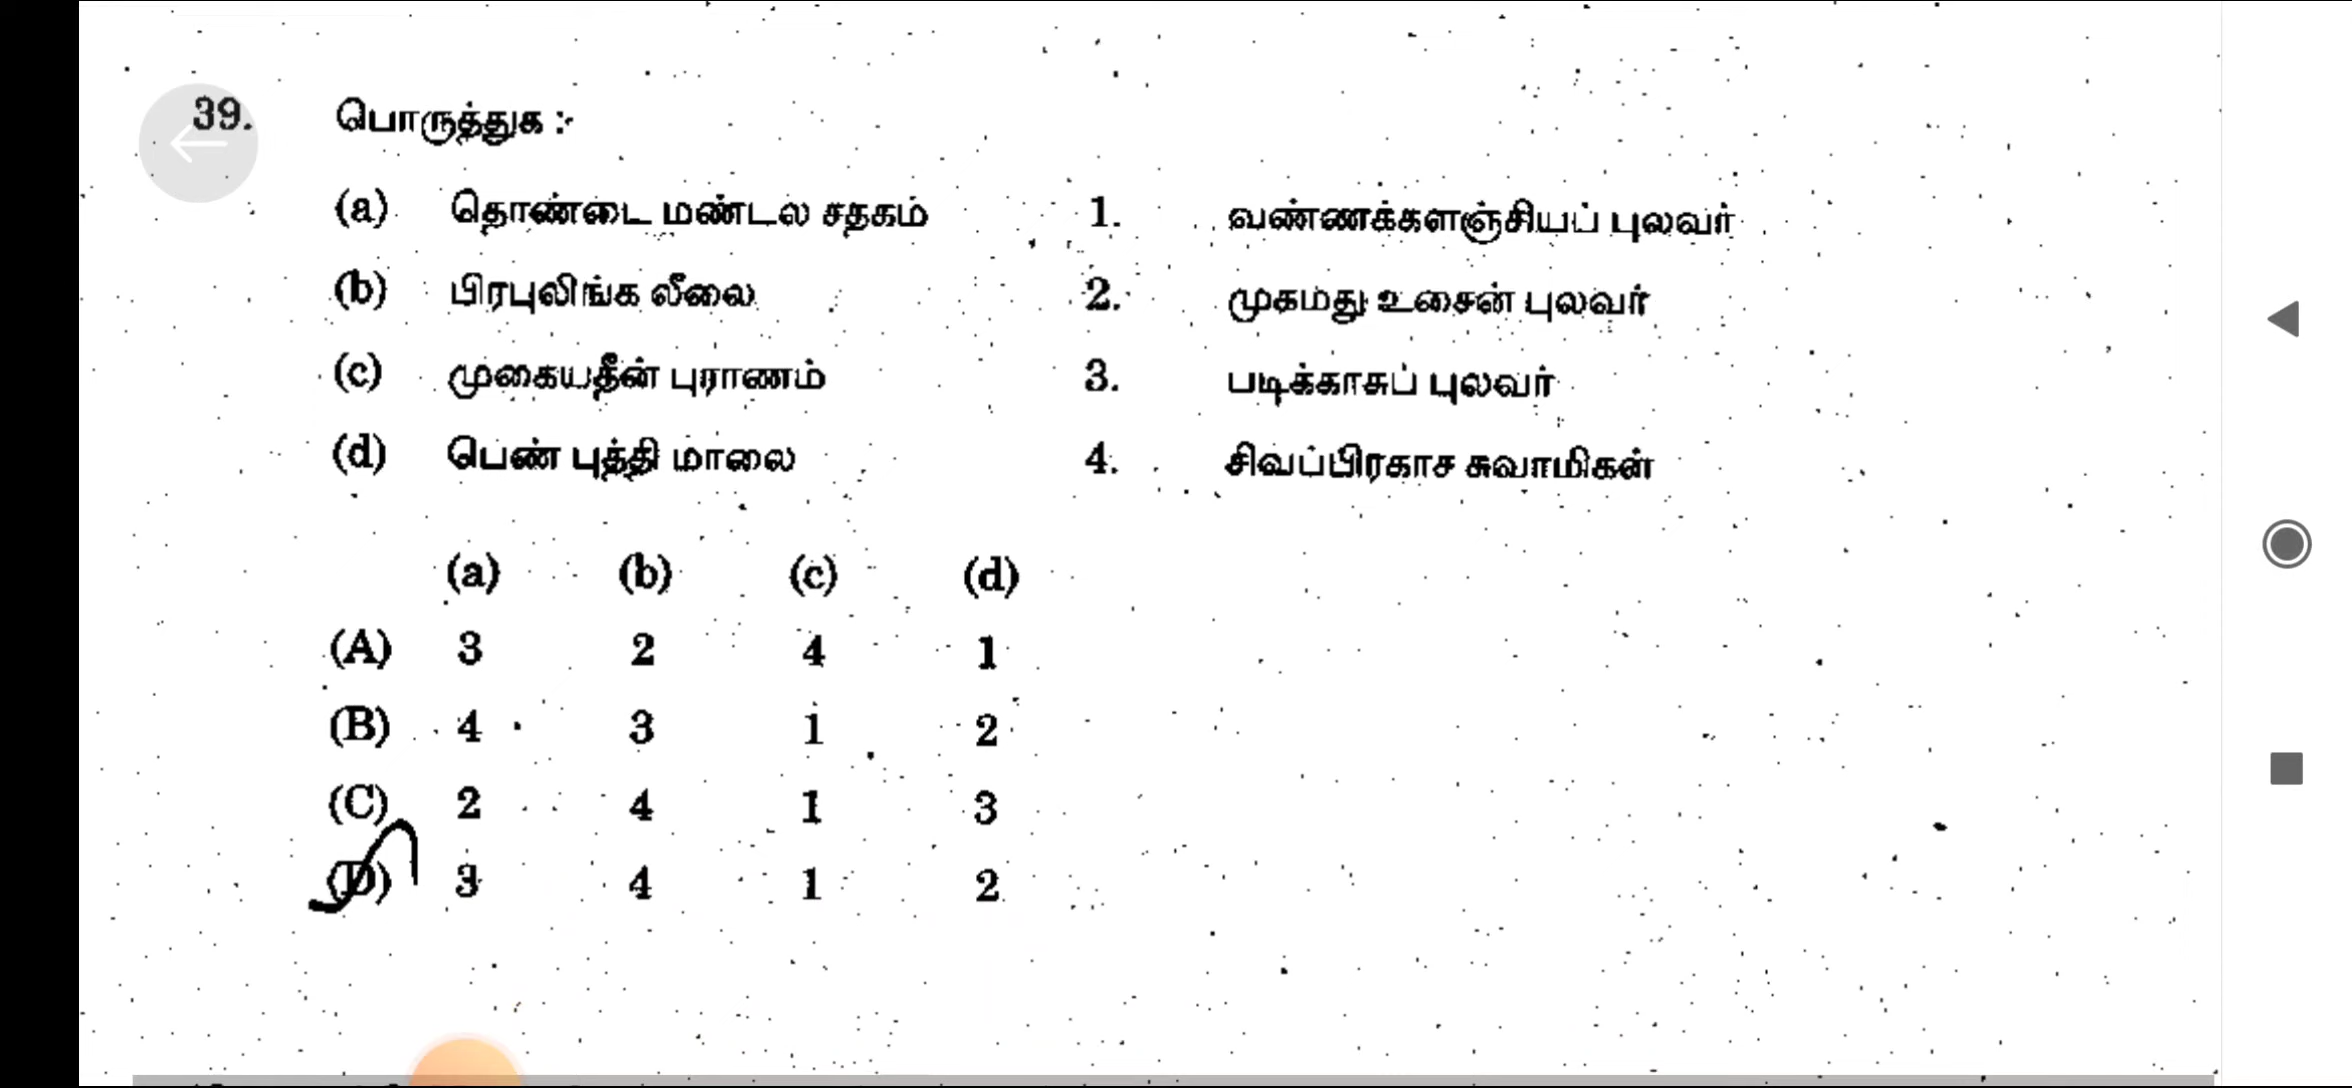 39. பொருத்துக :-
(a) தொண்டை மண்டல சதகம் 1. வண்ணக்களஞ்சியப் புலவர்
(b) பிரபுலிங்க லீலை 2. முகமது உசைன் புலவர்
(c) முகையதீன் புராணம் 3. படிக்காசுப் புலவர்
(d) பெண் புத்தி மாலை 4. சிவப்பிரகாச சுவாமிகள்
(a) (b) (c) (d)
(A) 3 2 4 1
(B) 4 3 1 2
(C) 2 4 1 3
(D) 3 4 1 2